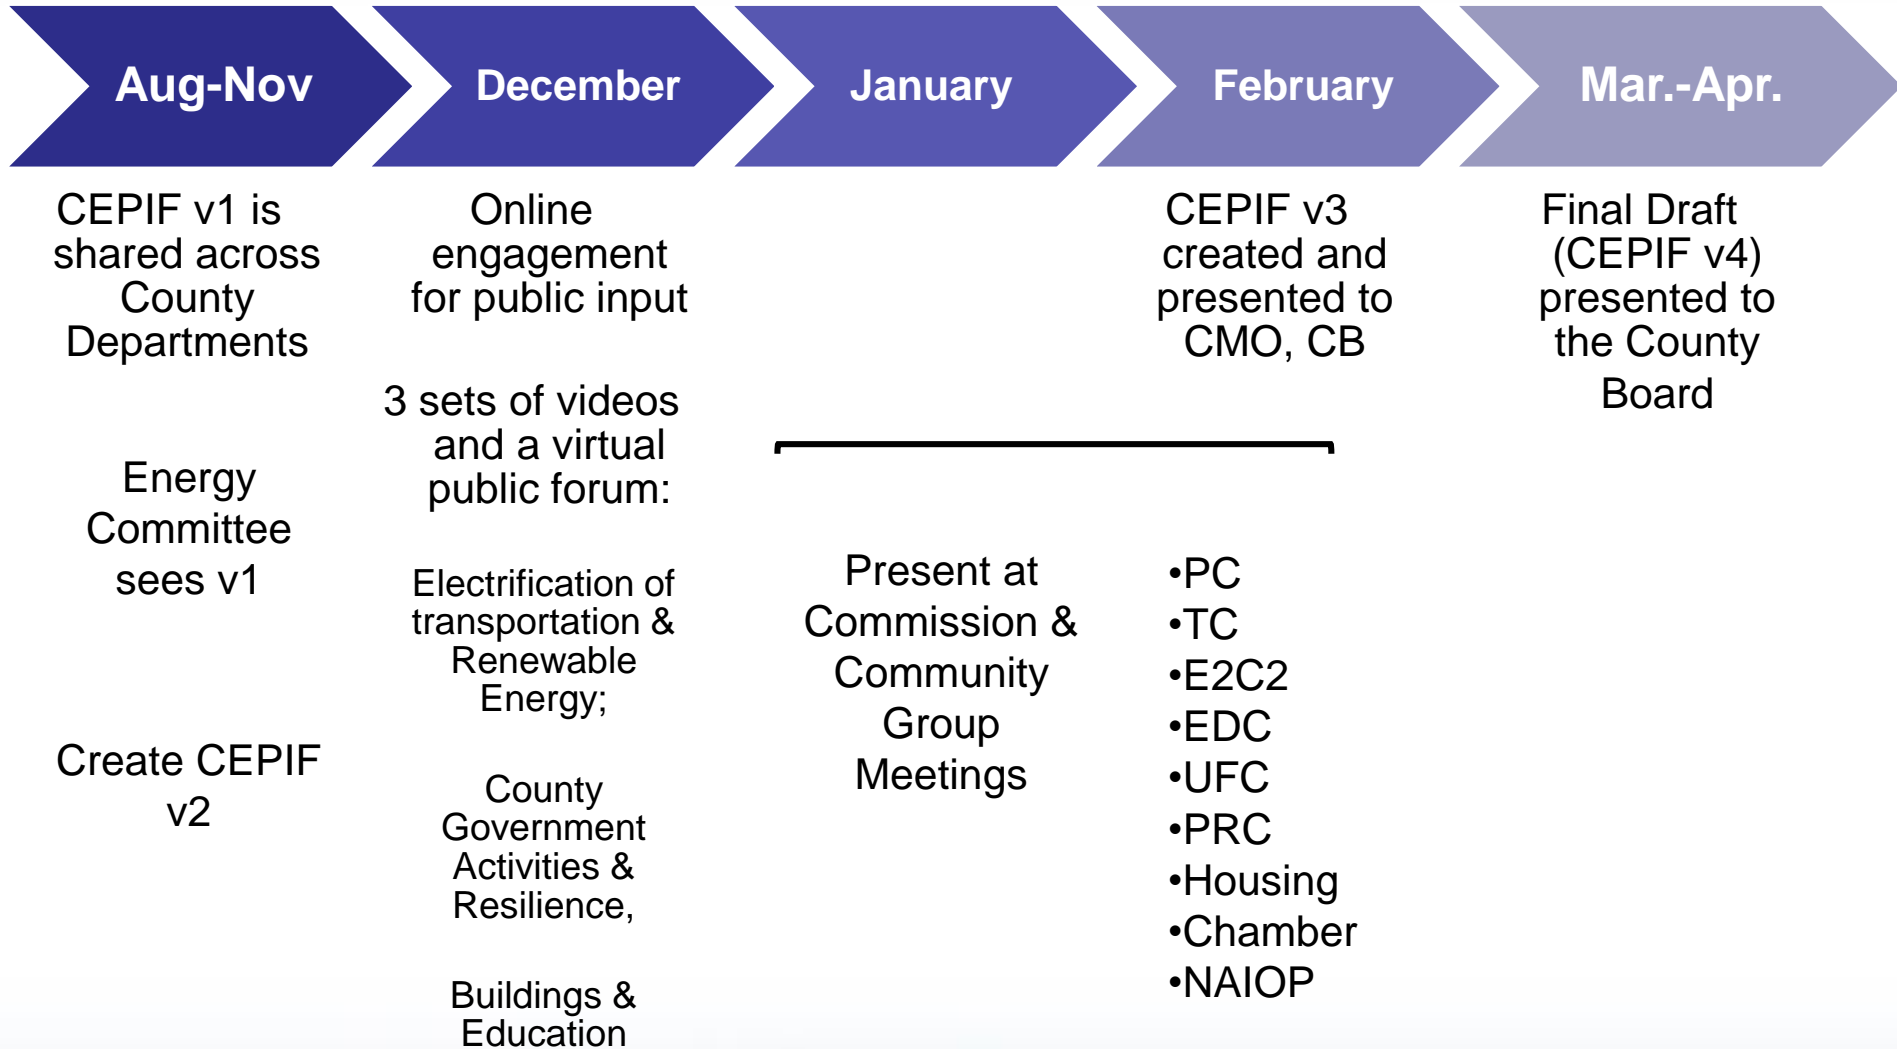 Aug-Nov
December
January
February
Mar.-Apr.
CEPIF v1 is
shared across
County
Departments
Energy
Committee
sees v1
Create CEPIF
v2
Online
engagement
for public input
3 sets of videos
and a virtual
public forum:
Electrification of
transportation &
Renewable
Energy;
County
Government
Activities &
Resilience,
Buildings &
Education
Present at
Commission &
Community
Group
Meetings
CEPIF v3
created and
presented to
CMO, CB
•PC
•TC
•E2C2
•EDC
•UFC
•PRC
•Housing
•Chamber
•NAIOP
Final Draft
(CEPIF v4)
presented to
the County
Board